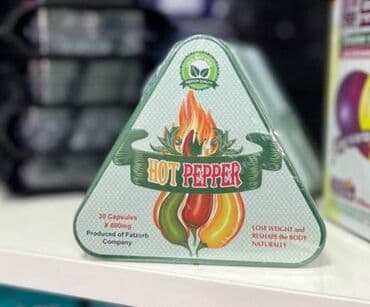 HOT PEPPER
30 Capsules
X 600mg
Produced of Fatzorb
Company
LOSE WEIGHT and
RESHAPE the BODY
NATURALLY